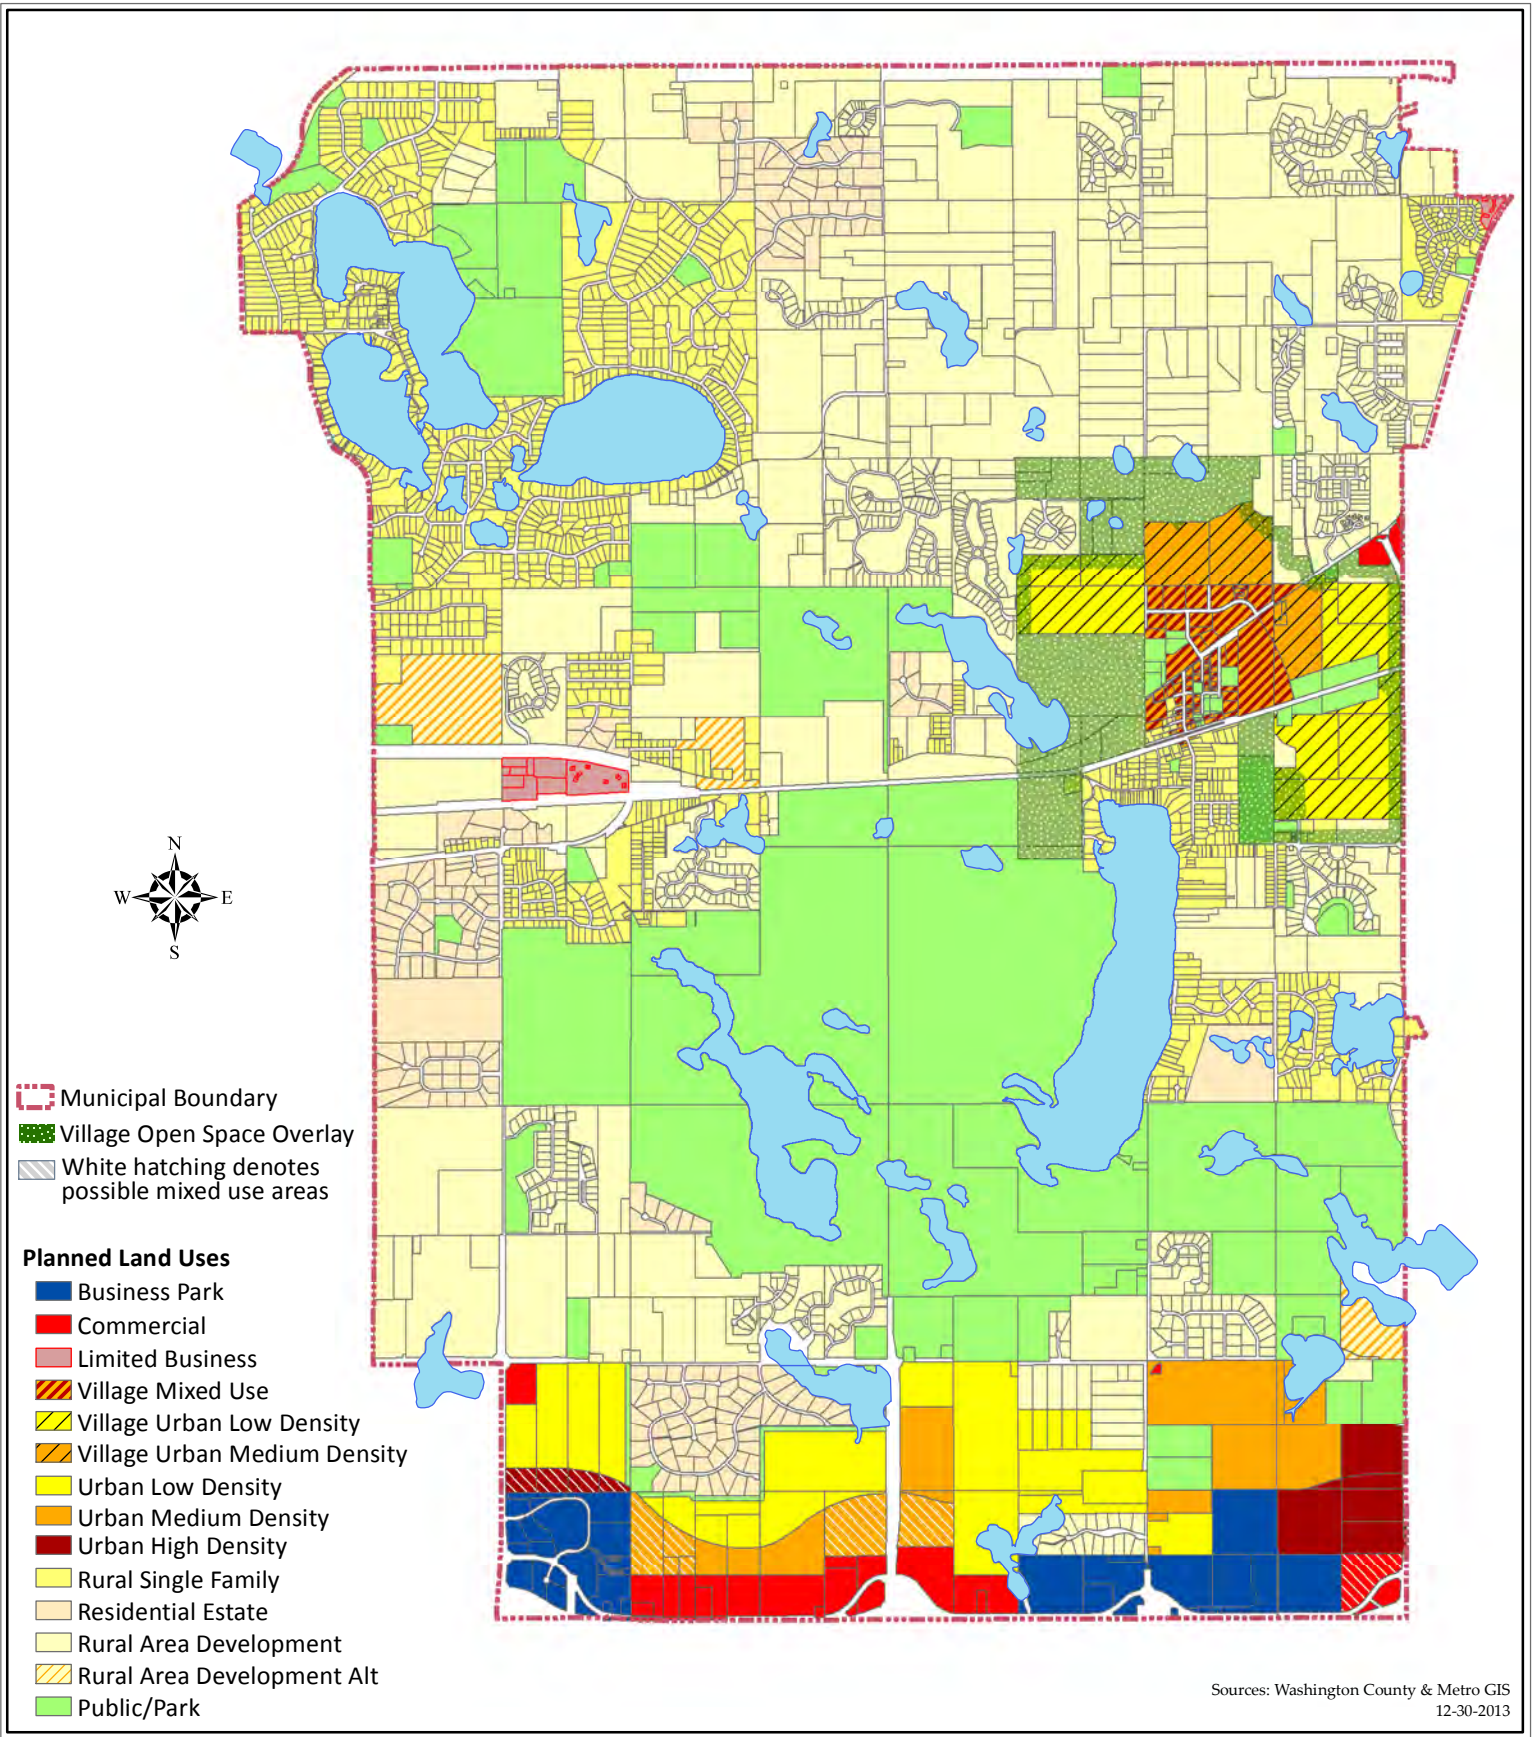 N
W E
S
Municipal Boundary
Village Open Space Overlay
White hatching denotes
possible mixed use areas
Planned Land Uses
Business Park
Commercial
Limited Business
Village Mixed Use
Village Urban Low Density
Village Urban Medium Density
Urban Low Density
Urban Medium Density
Urban High Density
Rural Single Family
Residential Estate
Rural Area Development
Rural Area Development Alt
Public/Park
Sources: Washington County & Metro GIS
12-30-2013